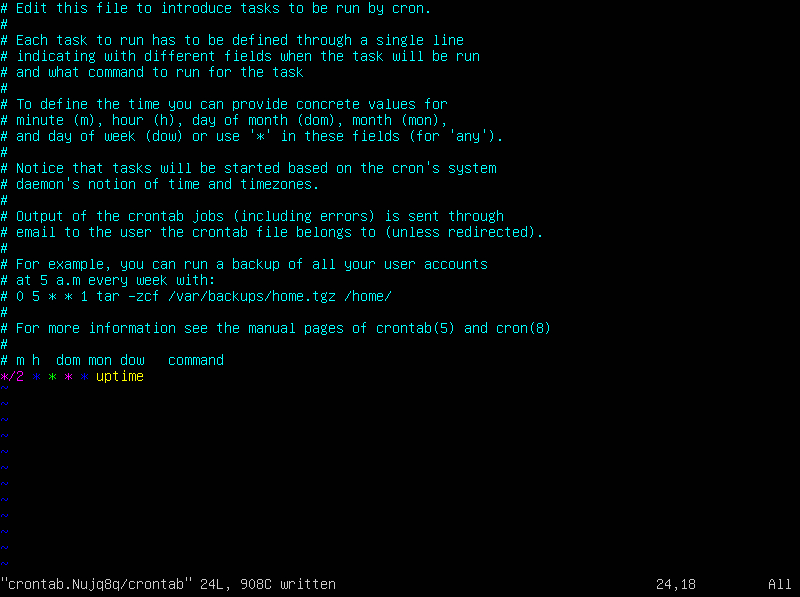 # Edit this file to introduce tasks to be run by cron.
#
# Each task to run has to be defined through a single line
# indicating with different fields when the task will be run
# and what command to run for the task
#
# To define the time you can provide concrete values for
# minute (m), hour (h), day of month (dom), month (mon),
# and day of week (dow) or use '*' in these fields (for 'any').
#
# Notice that tasks will be started based on the cron's system
# daemon's notion of time and timezones.
#
# Output of the crontab jobs (including errors) is sent through
# email to the user the crontab file belongs to (unless redirected).
#
# For example, you can run a backup of all your user accounts
# at 5 a.m every week with:
# 0 5 * * 1 tar -zcf /var/backups/home.tgz /home/
#
# For more information see the manual pages of crontab(5) and cron(8)
#
# m h  dom mon dow   command
*/2 * * * * uptime
~
~
~
~
~
~
~
~
~
~
~
~
"crontab.Nujq8q/crontab" 24L, 908C written 24,18 All